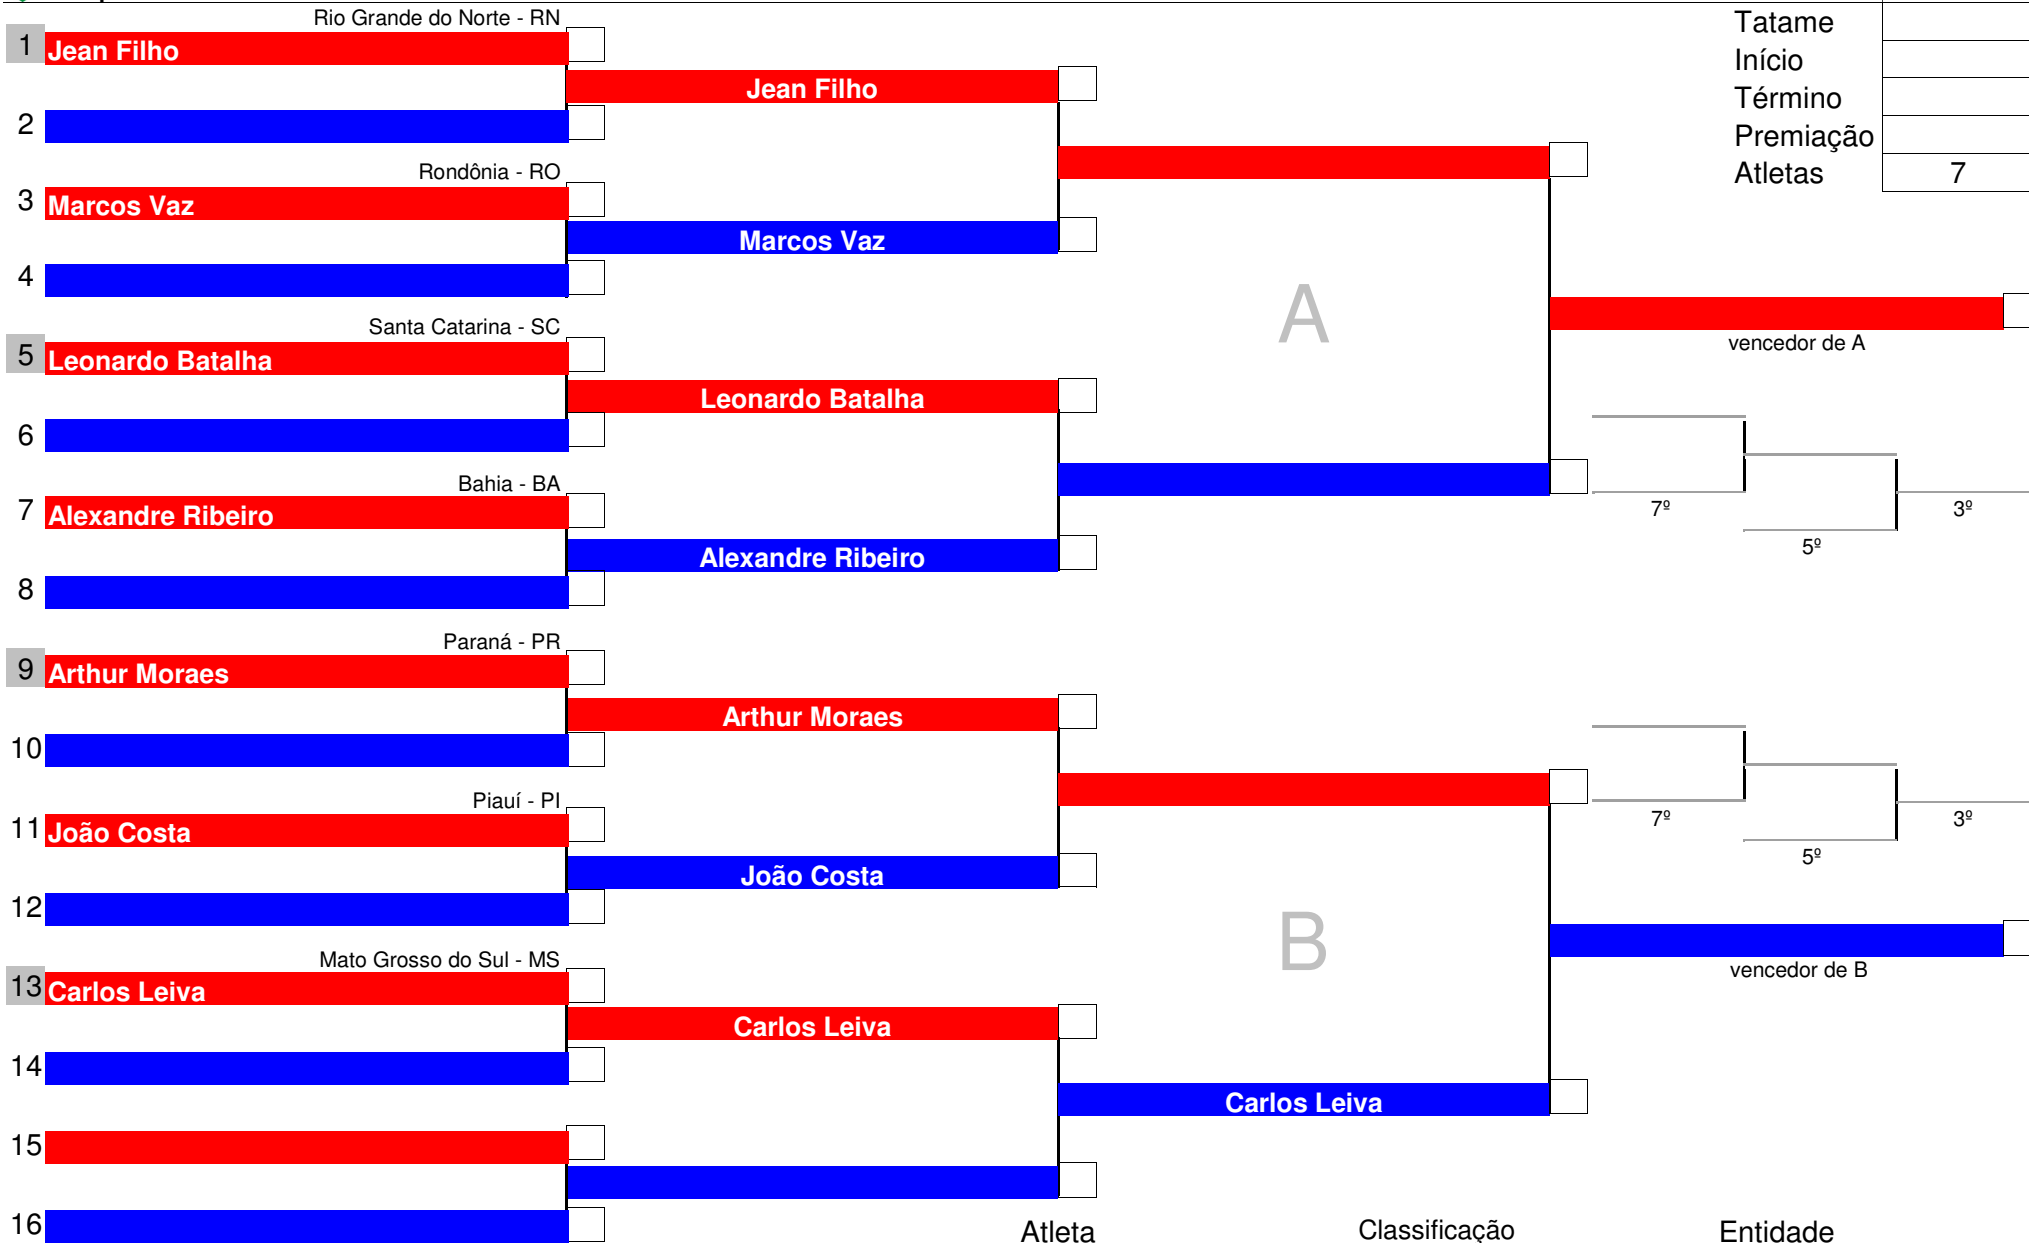 Rio Grande do Norte - RN
Tatame
1 Jean Filho
Início
Jean Filho
Término
2
Premiação
Rondônia - RO
Atletas 7
3 Marcos Vaz
Marcos Vaz
4
A
Santa Catarina - SC
vencedor de A
5 Leonardo Batalha
Leonardo Batalha
6
Bahia - BA
7 Alexandre Ribeiro
7º 3º
5º
Alexandre Ribeiro
8
Paraná - PR
9 Arthur Moraes
Arthur Moraes
10
Piauí - PI
7º 3º
11 João Costa
5º
João Costa
12
B
Mato Grosso do Sul - MS
vencedor de B
13 Carlos Leiva
Carlos Leiva
14
Carlos Leiva
15
16
Atleta Classificação Entidade